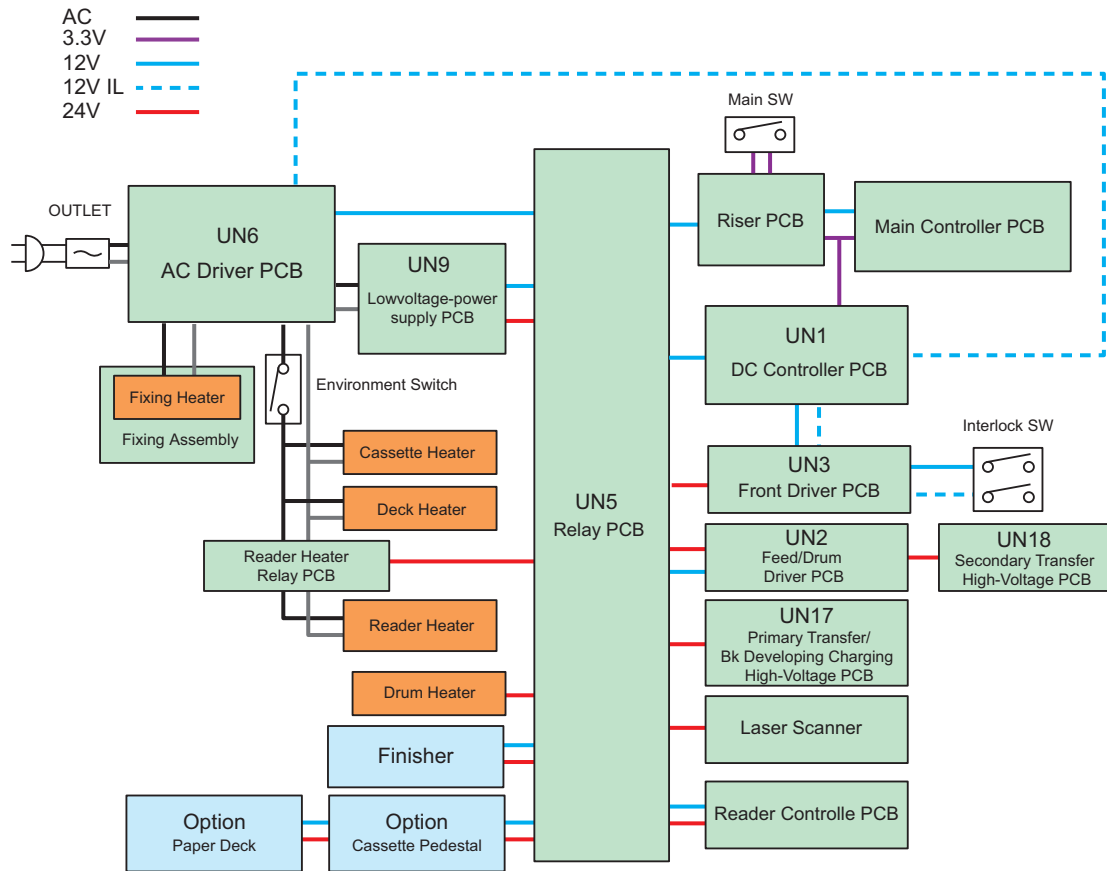 AC
3.3V
12V
12V IL
24V
Main SW
OUTLET
UN6
AC Driver PCB
UN9
Lowvoltage-power
supply PCB
Riser PCB
Main Controller PCB
UN1
DC Controller PCB
Environment Switch
Fixing Heater
Fixing Assembly
Cassette Heater
Deck Heater
Reader Heater
Relay PCB
Reader Heater
Drum Heater
Finisher
Option
Paper Deck
Option
Cassette Pedestal
UN5
Relay PCB
Interlock SW
UN3
Front Driver PCB
UN2
Feed/Drum
Driver PCB
UN18
Secondary Transfer
High-Voltage PCB
UN17
Primary Transfer/
Bk Developing Charging
High-Voltage PCB
Laser Scanner
Reader Controlle PCB